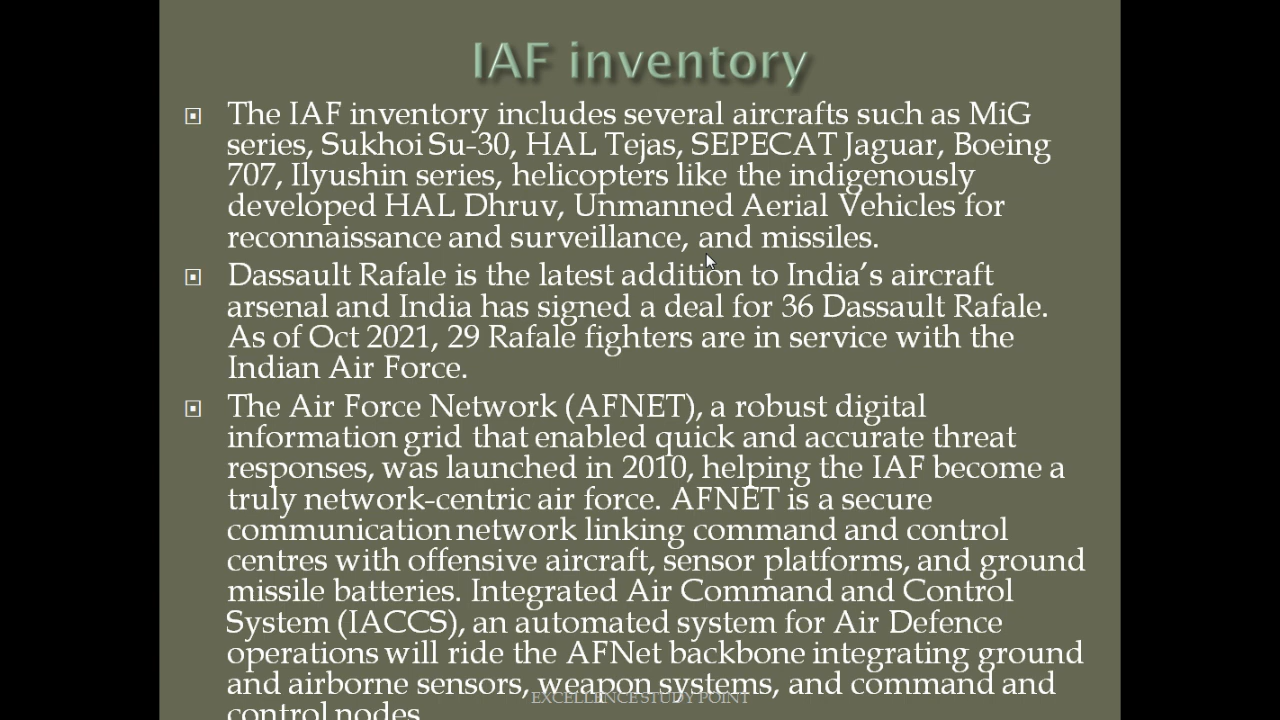 IAF inventory
The IAF inventory includes several aircrafts such as MiG
series, Sukhoi Su-30, HAL Tejas, SEPECAT Jaguar, Boeing
707, Ilyushin series, helicopters like the indigenously
developed HAL Dhruv, Unmanned Aerial Vehicles for
reconnaissance and surveillance, and missiles.
Dassault Rafale is the latest addition to India's aircraft
arsenal and India has signed a deal for 36 Dassault Rafale.
As of Oct 2021, 29 Rafale fighters are in service with the
Indian Air Force.
The Air Force Network (AFNET), a robust digital
information grid that enabled quick and accurate threat
responses, was launched in 2010, helping the IAF become a
truly network-centric air force. AFNET is a secure
communication network linking command and control
centres with offensive aircraft, sensor platforms, and ground
missile batteries. Integrated Air Command and Control
System (IACCS), an automated system for Air Defence
operations will ride the AFNet backbone integrating ground
and airborne sensors, weapon systems, and command and
EXCELLENCE STUDY POINT
control nodes.